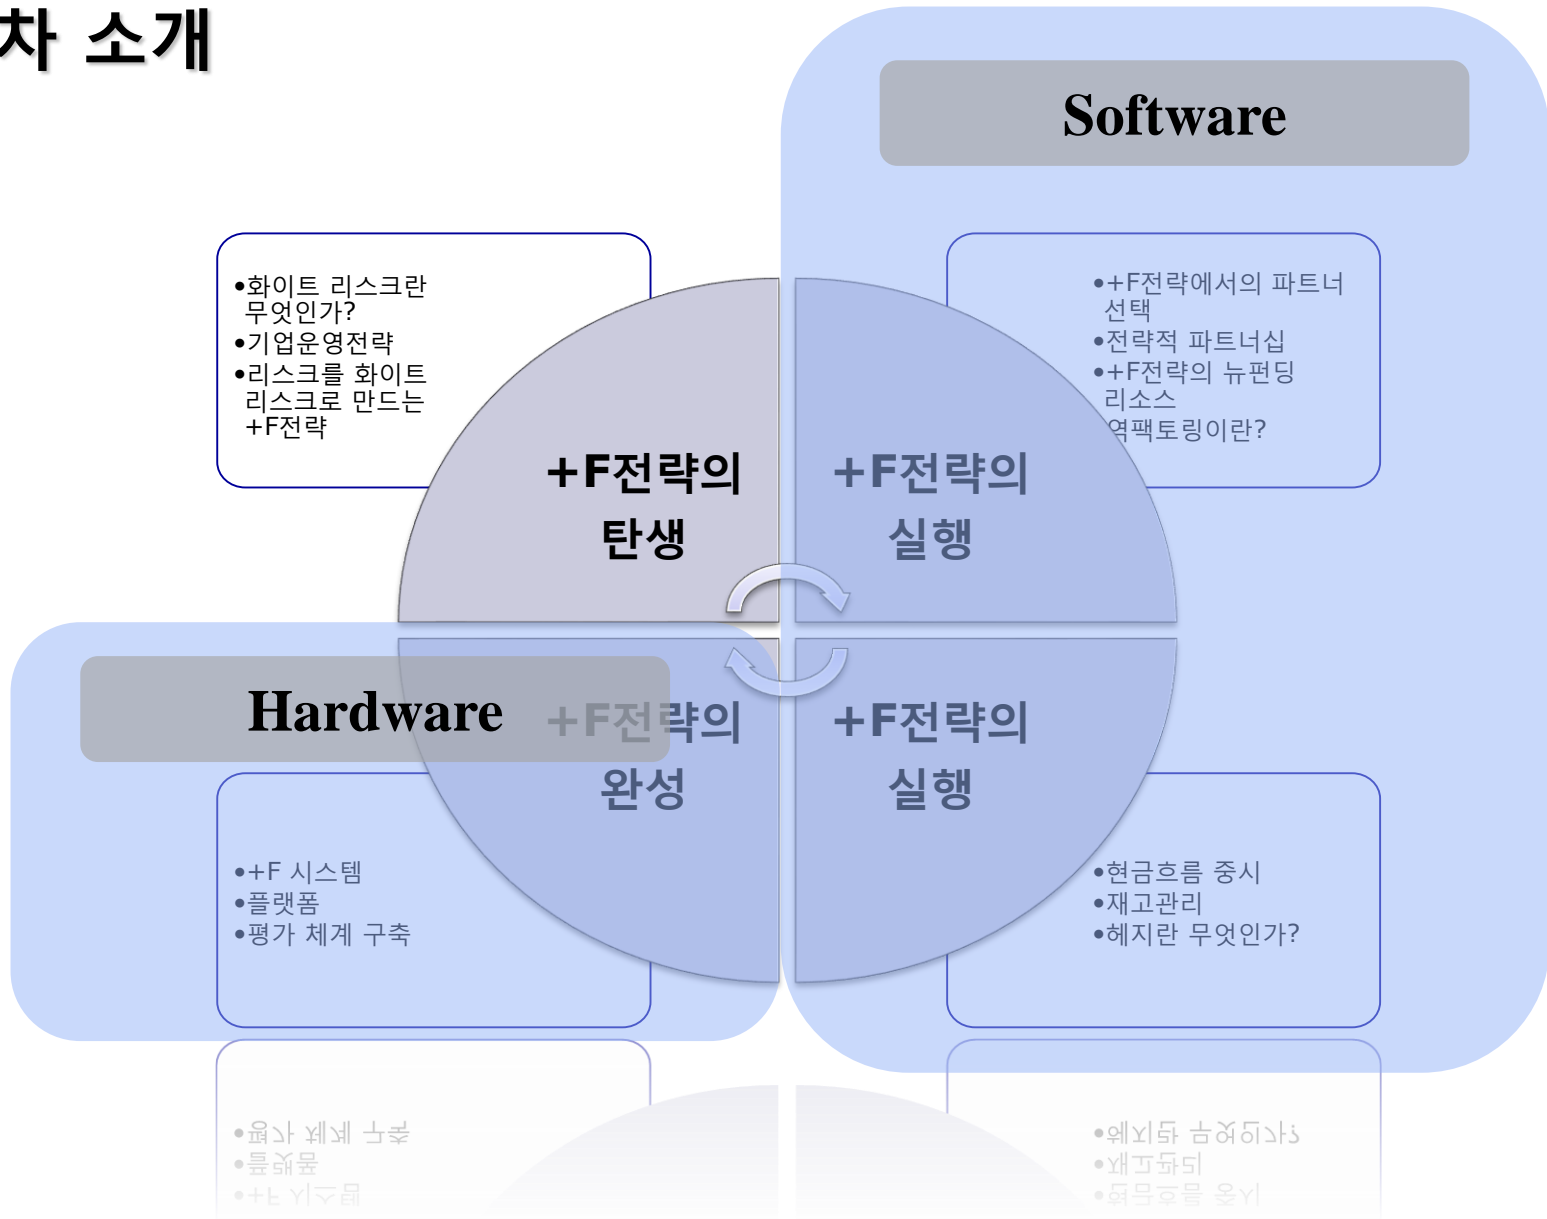 차 소개
Software
•화이트 리스크란
무엇인가?
•기업운영전략
•리스크를 화이트
리스크로 만드는
+F전략
•+F전략에서의 파트너
선택
•전략적 파트너십
•+F전략의 뉴펀딩
리소스
역팩토링이란?
+F전략의
탄생
+F전략의
실행
Hardware
+F전략의
완성
+F전략의
실행
•+F 시스템
•플랫폼
•평가 체계 구축
•현금흐름 중시
•재고관리
•헤지란 무엇인가?